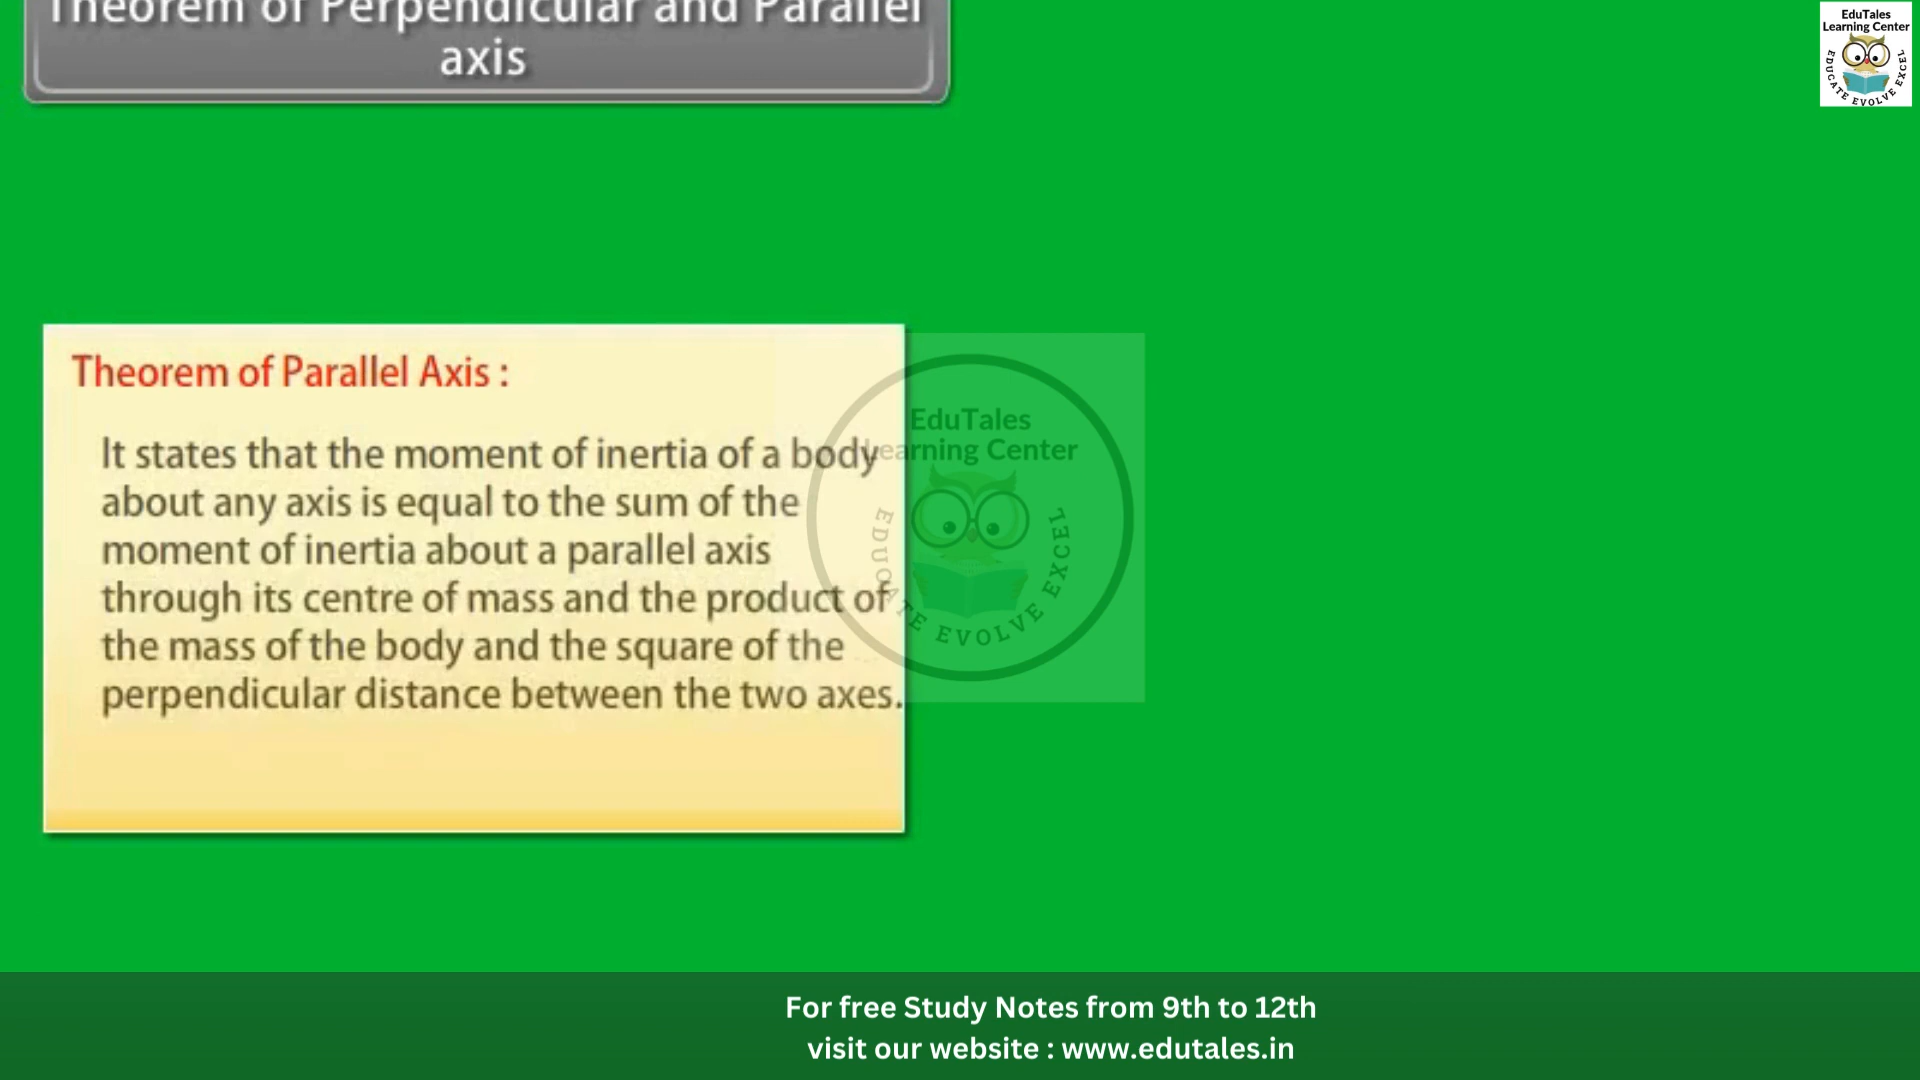 Theorem of Perpendicular and Parallel
axis
EduTales
Learning Center
EDUCATE EVOLVE EXCEL
Theorem of Parallel Axis :
It states that the moment of inertia of a body
about any axis is equal to the sum of the
moment of inertia about a parallel axis
through its centre of mass and the product of
the mass of the body and the square of the
perpendicular distance between the two axes.
EduTales
Learning Center
EDUCATE EVOLVE EXCEL
For free Study Notes from 9th to 12th
visit our website : www.edutales.in